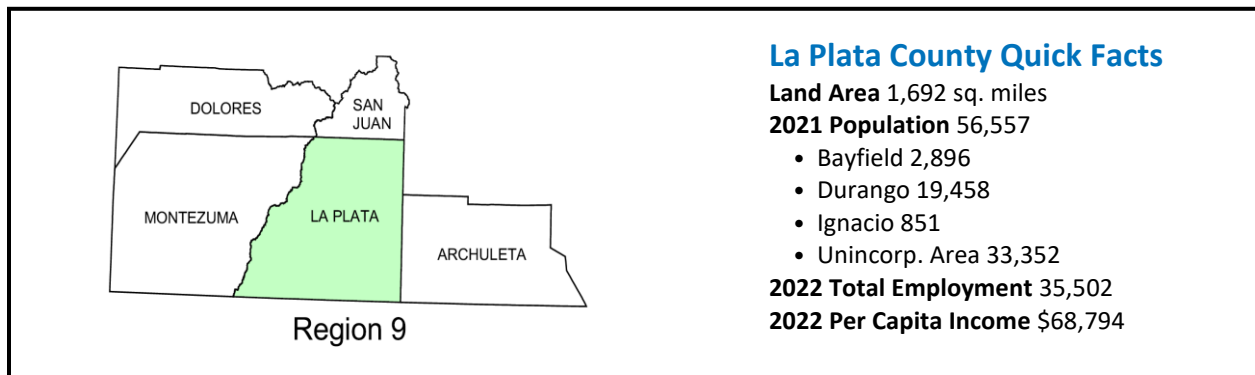 DOLORES
SAN
JUAN
MONTEZUMA
LA PLATA
ARCHULETA
Region 9
La Plata County Quick Facts
Land Area 1,692 sq. miles
2021 Population 56,557
• Bayfield 2,896
• Durango 19,458
• Ignacio 851
• Unincorp. Area 33,352
2022 Total Employment 35,502
2022 Per Capita Income $68,794